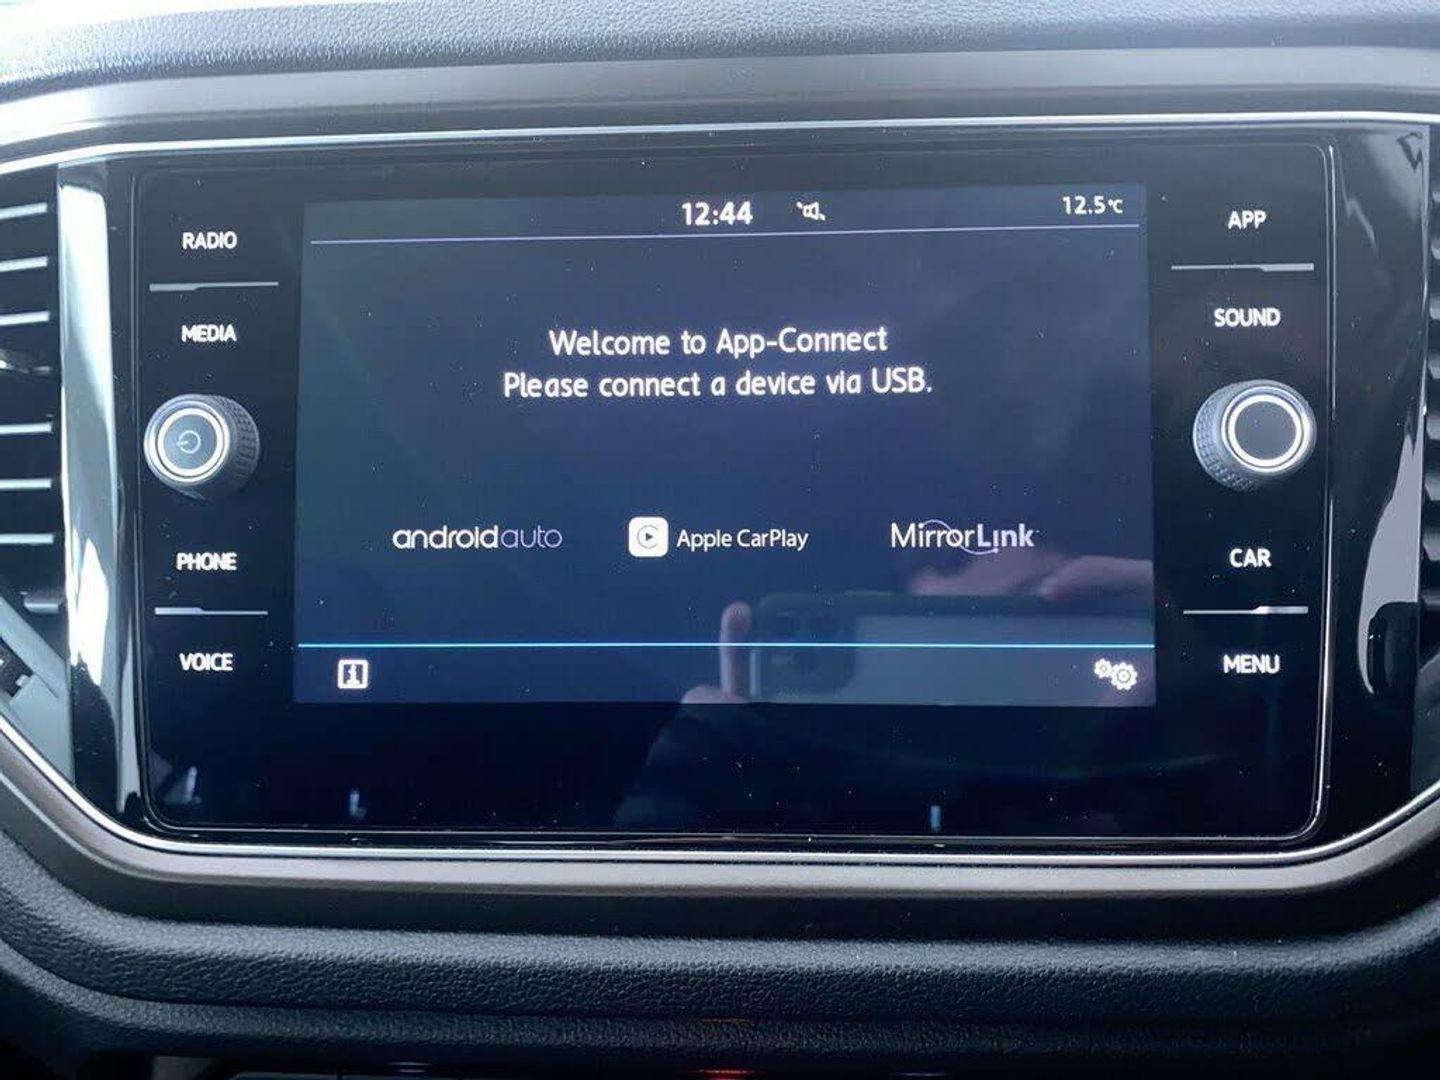 12:44
12.5°C
RADIO
MEDIA
PHONE
VOICE
Welcome to App-Connect
Please connect a device via USB.
androidauto
Apple CarPlay
MirrorLink
APP
SOUND
CAR
MENU